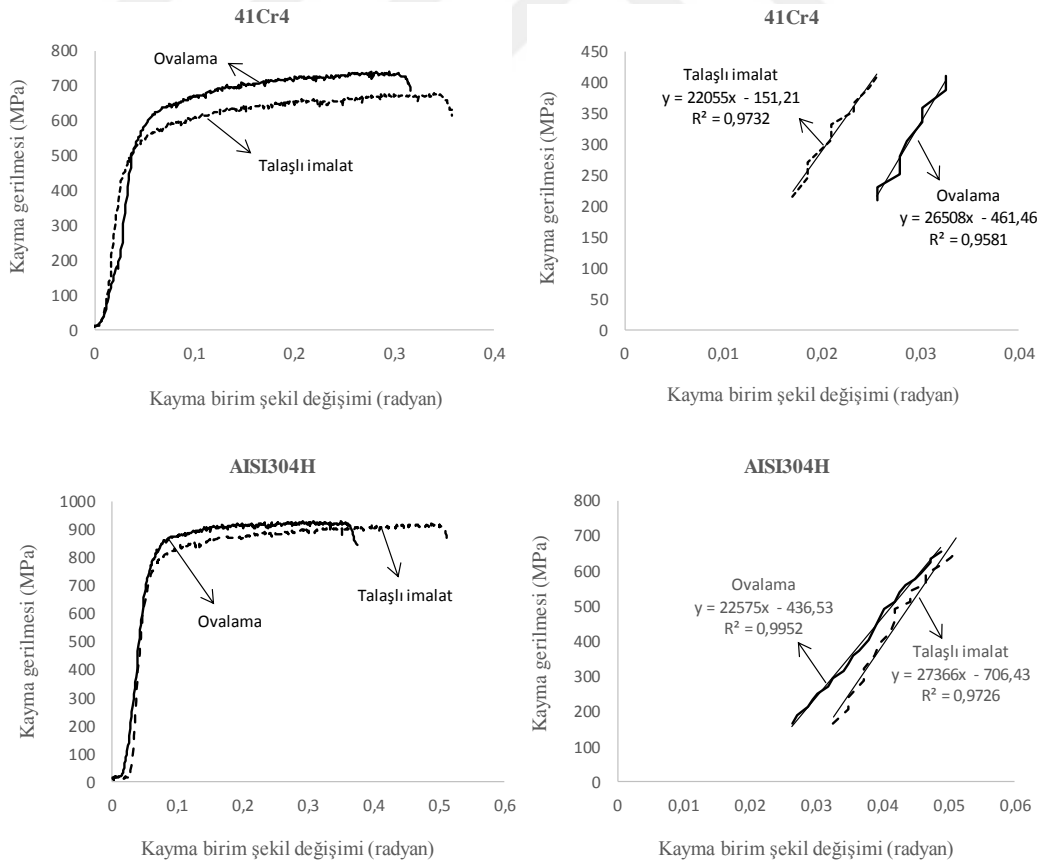 41Cr4
Kayma gerilmesi (MPa)
800
700
600
500
400
300
200
100
0
Ovalama
Talaşlı imalat
0 0,1 0,2 0,3 0,4
Kayma birim şekil değişimi (radyan)
41Cr4
Kayma gerilmesi (MPa)
450
400
350
300
250
200
150
100
50
0
Talaşlı imalat
y = 22055x - 151,21
R² = 0,9732
Ovalama
y = 26508x - 461,46
R² = 0,9581
0 0,01 0,02 0,03 0,04
Kayma birim şekil değişimi (radyan)
AISI304H
Kayma gerilmesi (MPa)
1000
900
800
700
600
500
400
300
200
100
0
Ovalama
Talaşlı imalat
0 0,1 0,2 0,3 0,4 0,5 0,6
Kayma birim şekil değişimi (radyan)
AISI304H
Kayma gerilmesi (MPa)
800
700
600
500
400
300
200
100
0
Ovalama
y = 22575x - 436,53
R² = 0,9952
Talaşlı imalat
y = 27366x - 706,43
R² = 0,9726
0 0,01 0,02 0,03 0,04 0,05 0,06
Kayma birim şekil değişimi (radyan)